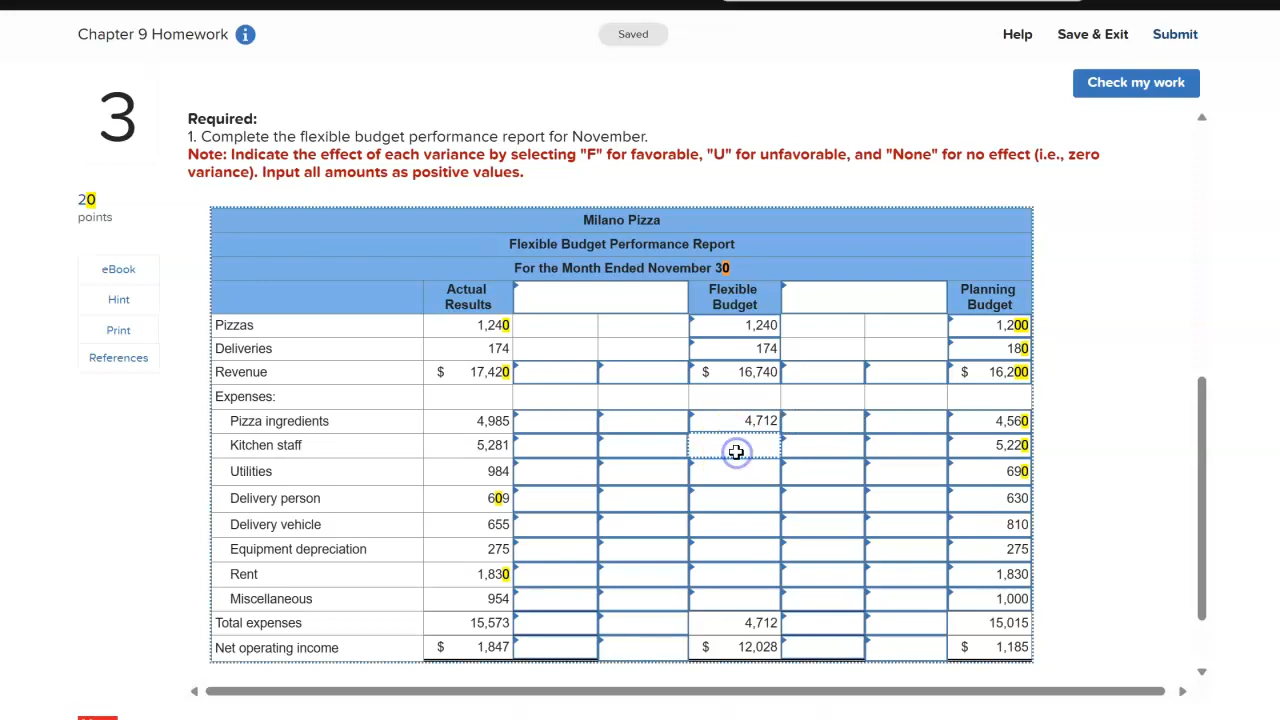 Chapter 9 Homework i
Saved
Help Save & Exit Submit
Check my work
3
20
points
eBook
Hint
Print
References
Required:
1. Complete the flexible budget performance report for November.
Note: Indicate the effect of each variance by selecting "F" for favorable, "U" for unfavorable, and "None" for no effect (i.e., zero
variance). Input all amounts as positive values.
Milano Pizza
Flexible Budget Performance Report
For the Month Ended November 30
Actual Results Flexible Budget Planning Budget
Pizzas 1,240 1,240 1,200
Deliveries 174 174 180
Revenue $ 17,420 $ 16,740 $ 16,200
Expenses:
Pizza ingredients 4,985 4,712 4,560
Kitchen staff 5,281 5,220
Utilities 984 690
Delivery person 609 630
Delivery vehicle 655 810
Equipment depreciation 275 275
Rent 1,830 1,830
Miscellaneous 954 1,000
Total expenses 15,573 4,712 15,015
Net operating income $ 1,847 $ 12,028 $ 1,185